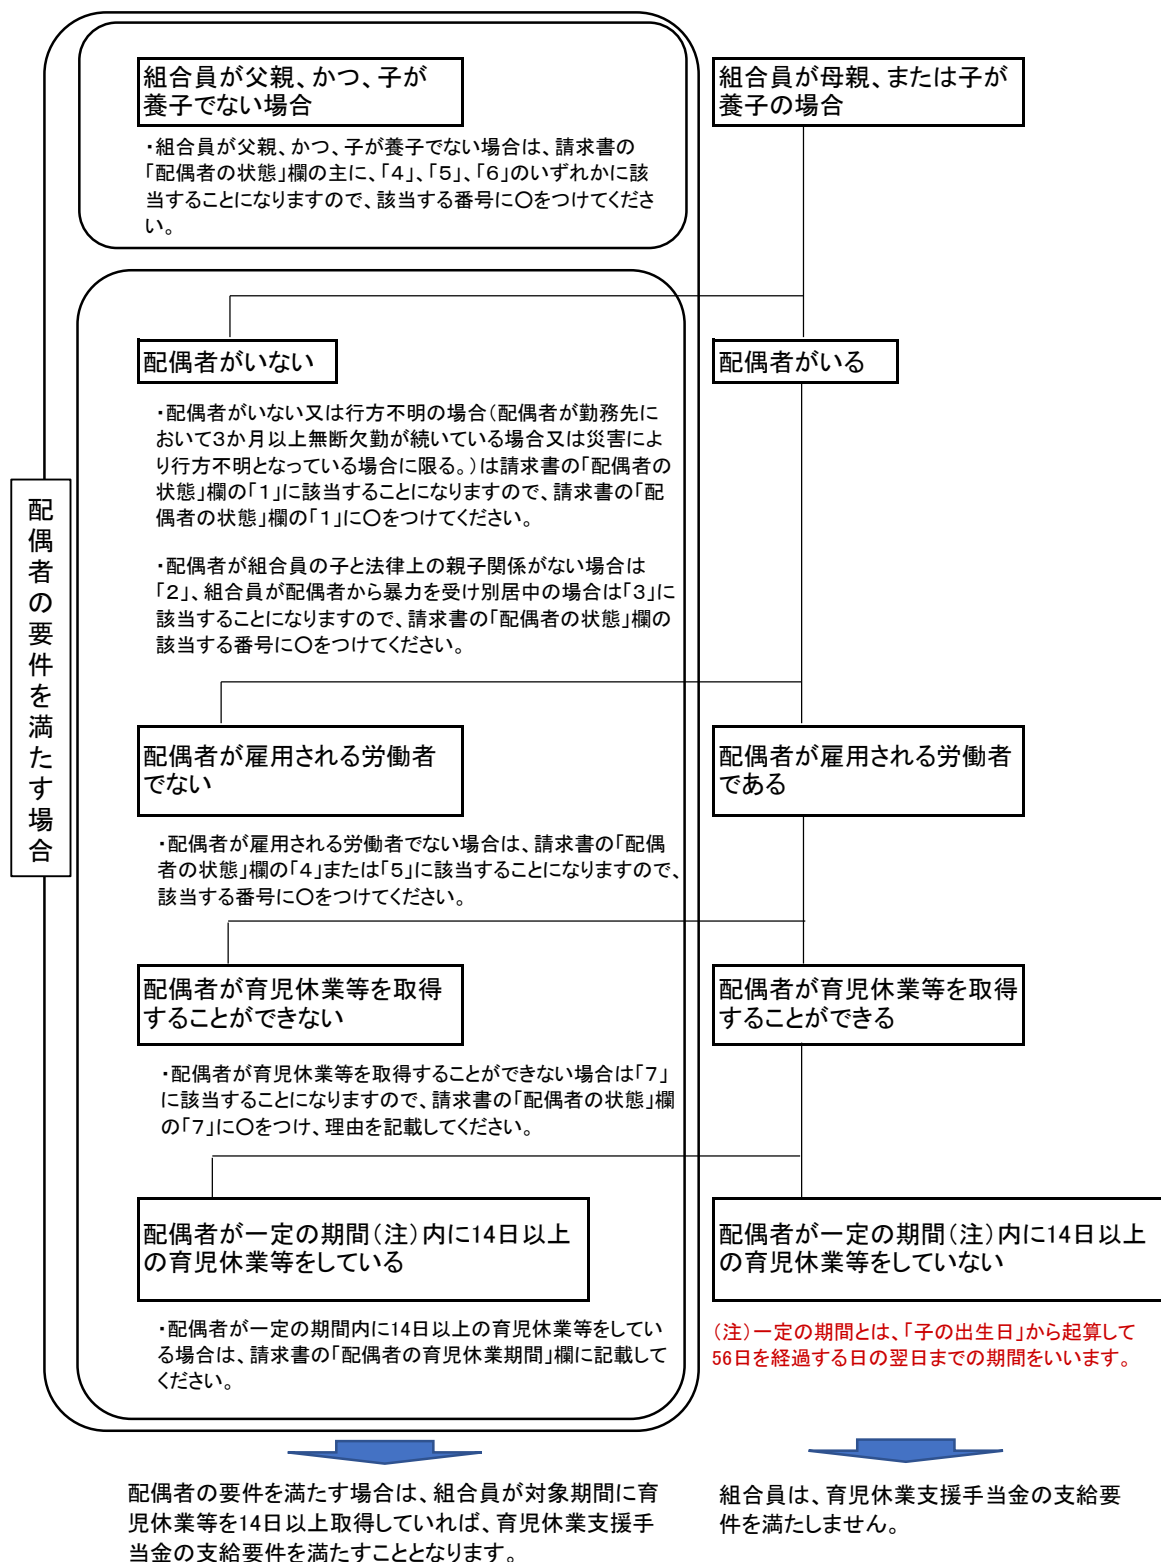 組合員が父親、かつ、子が
養子でない場合
・組合員が父親、かつ、子が養子でない場合は、請求書の
「配偶者の状態」欄の主に、「4」、「5」、「6」のいずれかに該
当することになりますので、該当する番号に〇をつけてくださ
い。
組合員が母親、または子が
養子の場合
配偶者がいない
配偶者がいる
・配偶者がいない又は行方不明の場合（配偶者が勤務先に
おいて３か月以上無断欠勤が続いている場合又は災害によ
り行方不明となっている場合に限る。）は請求書の「配偶者の
状態」欄の「１」に該当することになりますので、請求書の「配
偶者の状態」欄の「１」に〇をつけてください。
・配偶者が組合員の子と法律上の親子関係がない場合は
「２」、組合員が配偶者から暴力を受け別居中の場合は「３」に
該当することになりますので、請求書の「配偶者の状態」欄の
該当する番号に〇をつけてください。
配偶者の要件を満たす場合
配偶者が雇用される労働者
でない
配偶者が雇用される労働者
である
・配偶者が雇用される労働者でない場合は、請求書の「配偶
者の状態」欄の「４」または「５」に該当することになりますので、
該当する番号に〇をつけてください。
配偶者が育児休業等を取得
することができない
配偶者が育児休業等を取得
することができる
・配偶者が育児休業等を取得することができない場合は「７」
に該当することになりますので、請求書の「配偶者の状態」欄
の「７」に〇をつけ、理由を記載してください。
配偶者が一定の期間（注）内に14日以上
の育児休業等をしている
配偶者が一定の期間（注）内に14日以上
の育児休業等をしていない
・配偶者が一定の期間内に14日以上の育児休業等をしてい
る場合は、請求書の「配偶者の育児休業期間」欄に記載して
ください。
（注）一定の期間とは、「子の出生日」から起算して
56日を経過する日の翌日までの期間をいいます。
配偶者の要件を満たす場合は、組合員が対象期間に育
児休業等を14日以上取得していれば、育児休業支援手
当金の支給要件を満たすこととなります。
組合員は、育児休業支援手当金の支給要
件を満たしません。